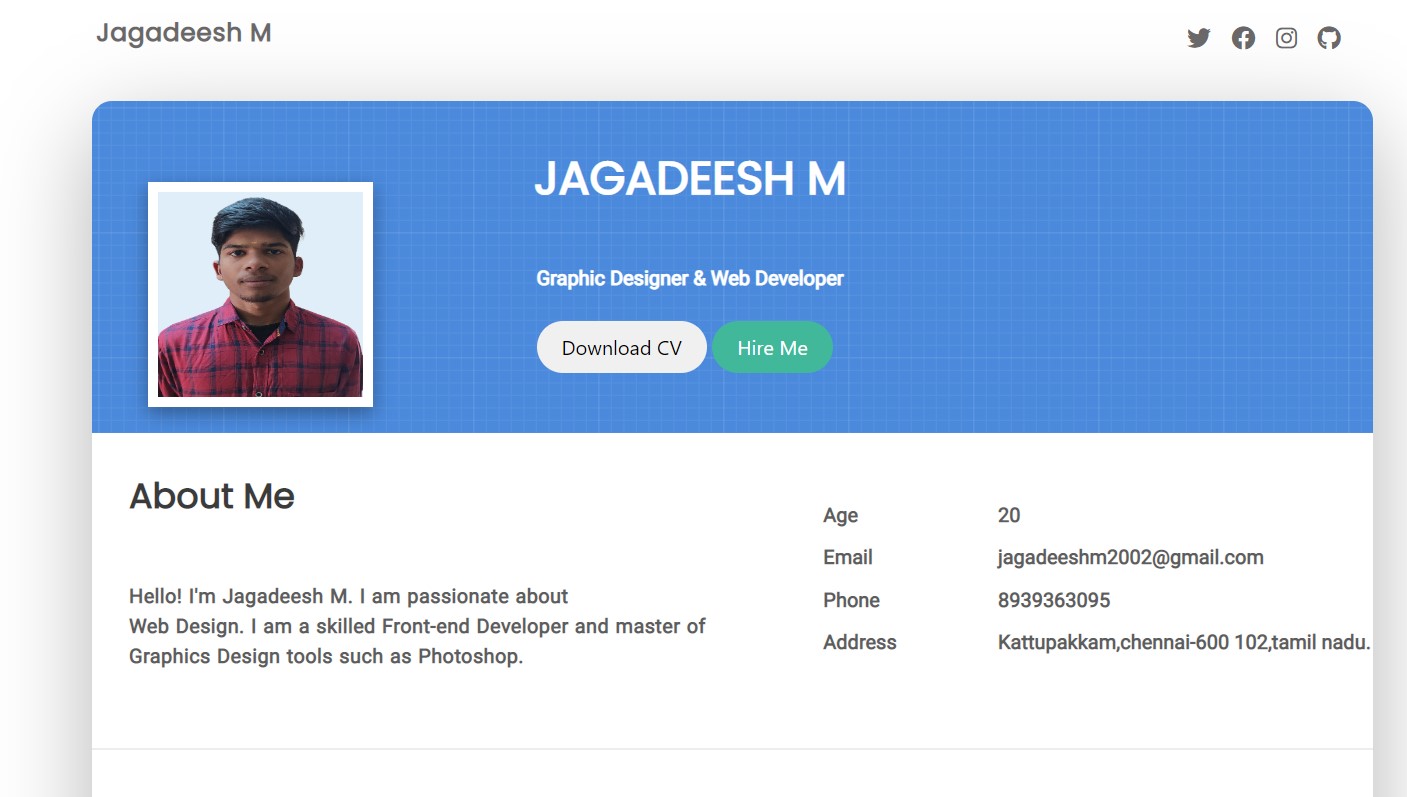 Jagadeesh M
JAGADEESH M
Graphic Designer & Web Developer
Download CV
Hire Me
About Me
Hello! I'm Jagadeesh M. I am passionate about
Web Design. I am a skilled Front-end Developer and master of
Graphics Design tools such as Photoshop.
Age 20
Email jagadeeshm2002@gmail.com
Phone 8939363095
Address Kattupakkam,chennai-600 102,tamil nadu.